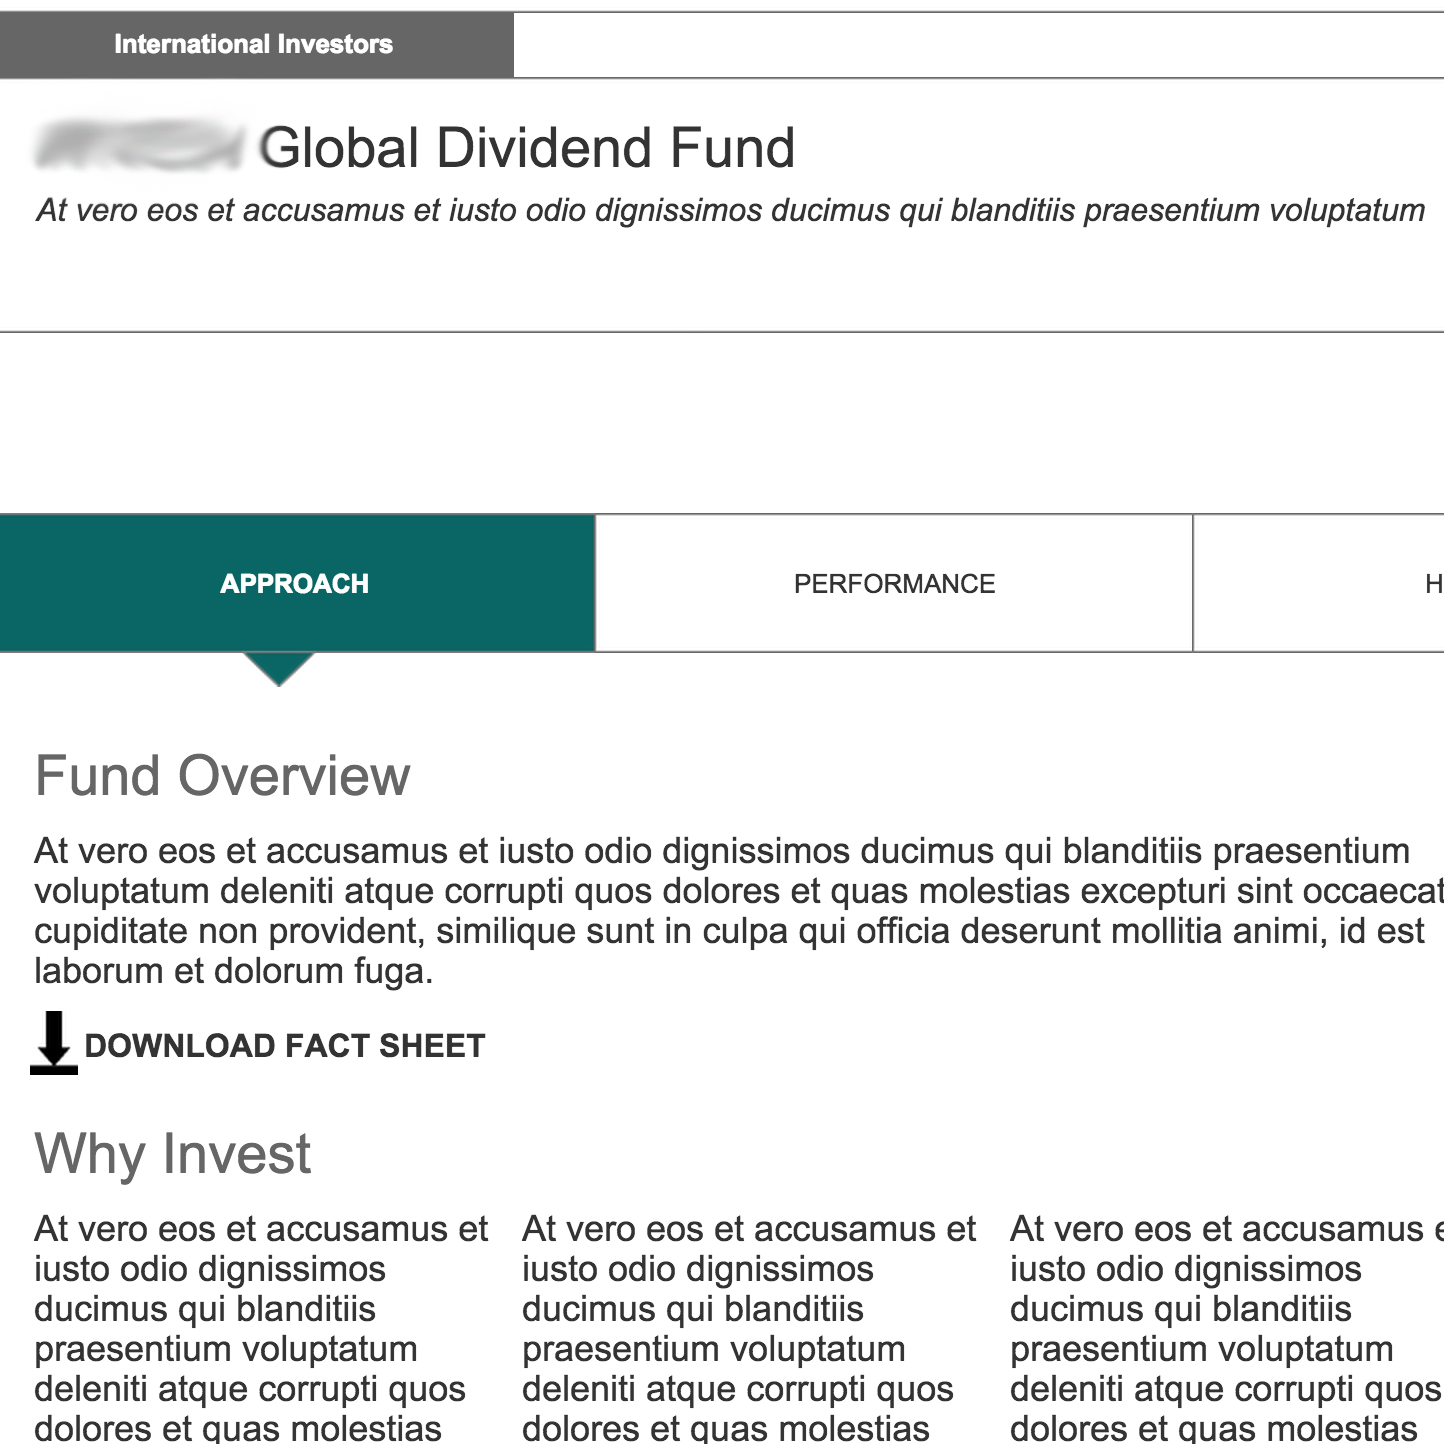 International Investors
Global Dividend Fund
At vero eos et accusamus et iusto odio dignissimos ducimus qui blanditiis praesentium voluptatum
APPROACH
PERFORMANCE
H
Fund Overview
At vero eos et accusamus et iusto odio dignissimos ducimus qui blanditiis praesentium
voluptatum deleniti atque corrupti quos dolores et quas molestias excepturi sint occaecat
cupiditate non provident, similique sunt in culpa qui officia deserunt mollitia animi, id est
laborum et dolorum fuga.
DOWNLOAD FACT SHEET
Why Invest
At vero eos et accusamus et
iusto odio dignissimos
ducimus qui blanditiis
praesentium voluptatum
deleniti atque corrupti quos
dolores et quas molestias
At vero eos et accusamus et
iusto odio dignissimos
ducimus qui blanditiis
praesentium voluptatum
deleniti atque corrupti quos
dolores et quas molestias
At vero eos et accusamus e
iusto odio dignissimos
ducimus qui blanditiis
praesentium voluptatum
deleniti atque corrupti quos
dolores et quas molestias